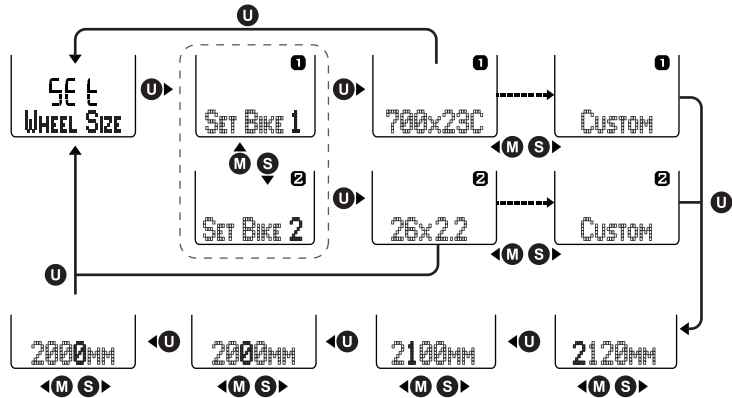 U
1
1
1
SEt
WHEEL SIZE
U
SET BIKE 1
U
700x23C
CUSTOM
M S
M S
2
2
2
U
SET BIKE 2
U
26x2.2
CUSTOM
M S
U
2000MM
U
2000MM
U
2100MM
U
2120MM
M S
M S
M S
M S